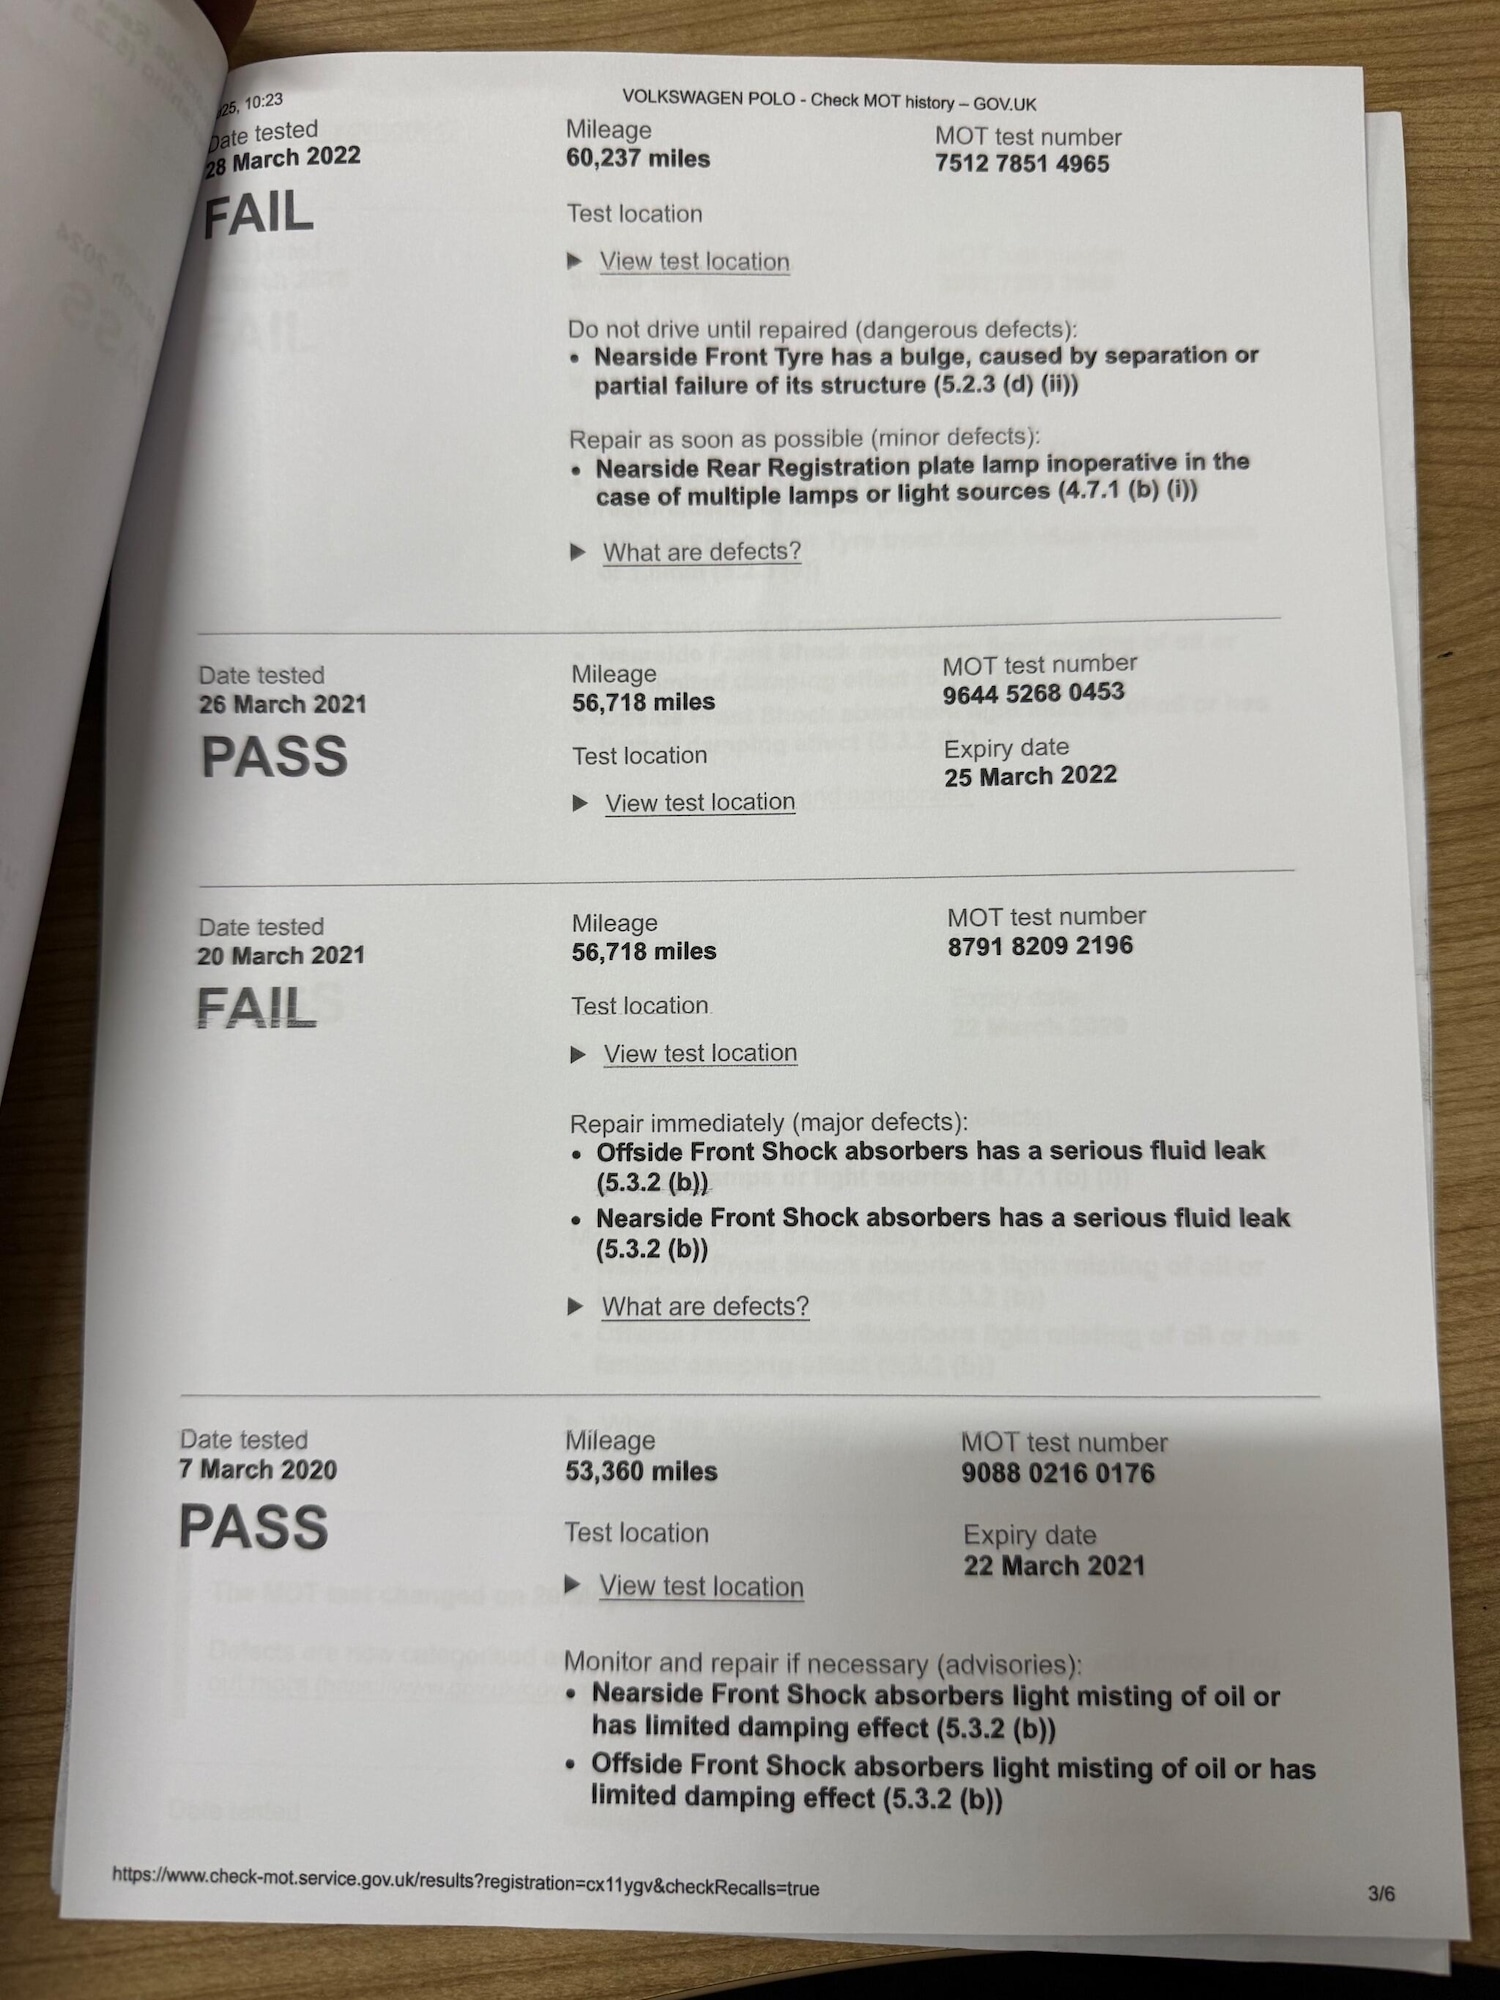 25, 10:23
VOLKSWAGEN POLO - Check MOT history – GOV.UK
Date tested
28 March 2022
FAIL
Mileage
60,237 miles
MOT test number
7512 7851 4965
Test location
▶ View test location
Do not drive until repaired (dangerous defects):
• Nearside Front Tyre has a bulge, caused by separation or
partial failure of its structure (5.2.3 (d) (ii))
Repair as soon as possible (minor defects):
• Nearside Rear Registration plate lamp inoperative in the
case of multiple lamps or light sources (4.7.1 (b) (i))
▶ What are defects?
Date tested
26 March 2021
PASS
Mileage
56,718 miles
MOT test number
9644 5268 0453
Test location
▶ View test location
Expiry date
25 March 2022
Date tested
20 March 2021
FAIL
Mileage
56,718 miles
MOT test number
8791 8209 2196
Test location
▶ View test location
Repair immediately (major defects):
• Offside Front Shock absorbers has a serious fluid leak
(5.3.2 (b))
• Nearside Front Shock absorbers has a serious fluid leak
(5.3.2 (b))
▶ What are defects?
Date tested
7 March 2020
PASS
Mileage
53,360 miles
MOT test number
9088 0216 0176
Test location
▶ View test location
Expiry date
22 March 2021
Monitor and repair if necessary (advisories):
• Nearside Front Shock absorbers light misting of oil or
has limited damping effect (5.3.2 (b))
• Offside Front Shock absorbers light misting of oil or has
limited damping effect (5.3.2 (b))
https://www.check-mot.service.gov.uk/results?registration=cx11ygv&checkRecalls=true
3/6